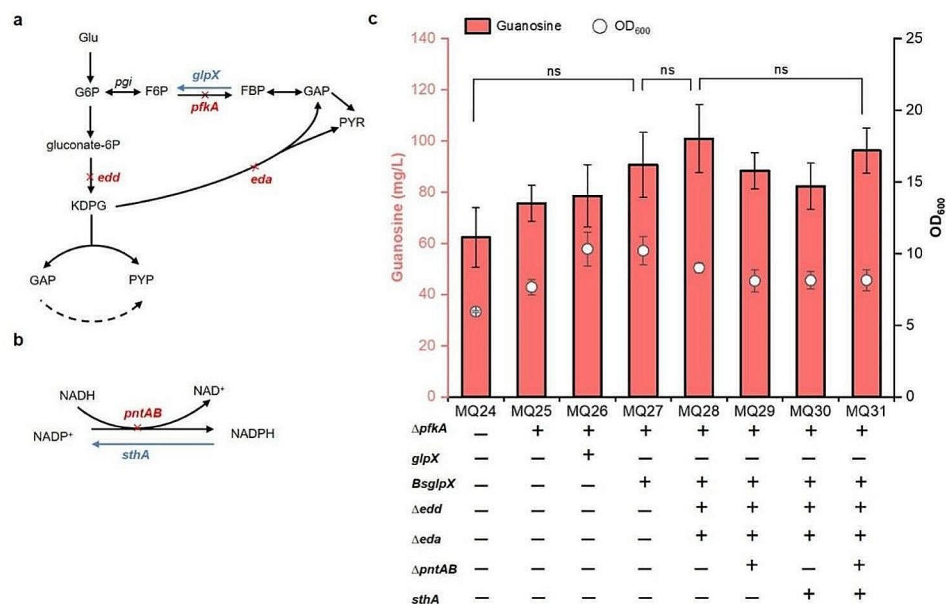 a
Glu
G6P
pgi
F6P
glpX
pfkA
FBP
GAP
PYR
gluconate-6P
edd
eda
KDPG
GAP
PYP
b
NADH
NAD⁺
pntAB
NADP⁺
NADPH
sthA
c
Guanosine
OD₆₀₀
Guanosine (mg/L)
140
120
100
80
60
40
20
0
ns
ns
ns
25
20
15
10
5
0
OD₆₀₀
MQ24 MQ25 MQ26 MQ27 MQ28 MQ29 MQ30 MQ31
ΔpfkA — + + + + + + +
glpX — — + — — — — —
BsglpX — — — + + + + +
Δedd — — — — + + + +
Δeda — — — — + + + +
ΔpntAB — — — — — + — +
sthA — — — — — — + +